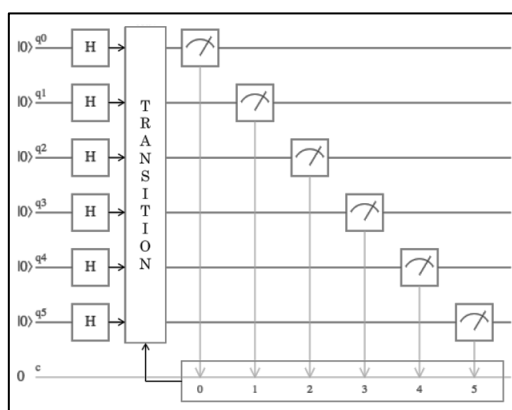 |0⟩ q0 H
|0⟩ q1 H
|0⟩ q2 H
|0⟩ q3 H
|0⟩ q4 H
|0⟩ q5 H
TRANSITION
0 c
0 1 2 3 4 5